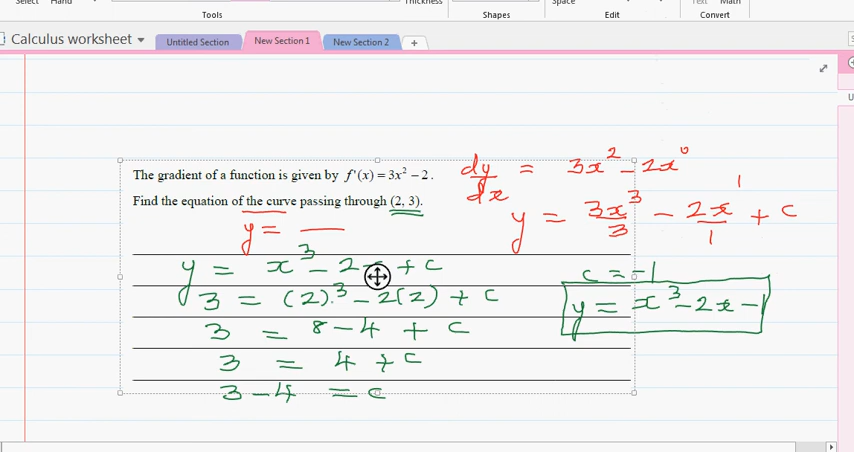 Select Hand Thickness Space Text Math
Tools Shapes Edit Convert
Calculus worksheet Untitled Section New Section 1 New Section 2 +
The gradient of a function is given by f'(x) = 3x² − 2.
Find the equation of the curve passing through (2, 3).
y =
dy/dx = 3x² − 2x⁰
y = 3x³/3 − 2x¹/1 + c
y = x³ − 2x + c
3 = (2)³ − 2(2) + c
3 = 8 − 4 + c
3 = 4 + c
3 − 4 = c
c = −1
y = x³ − 2x − 1